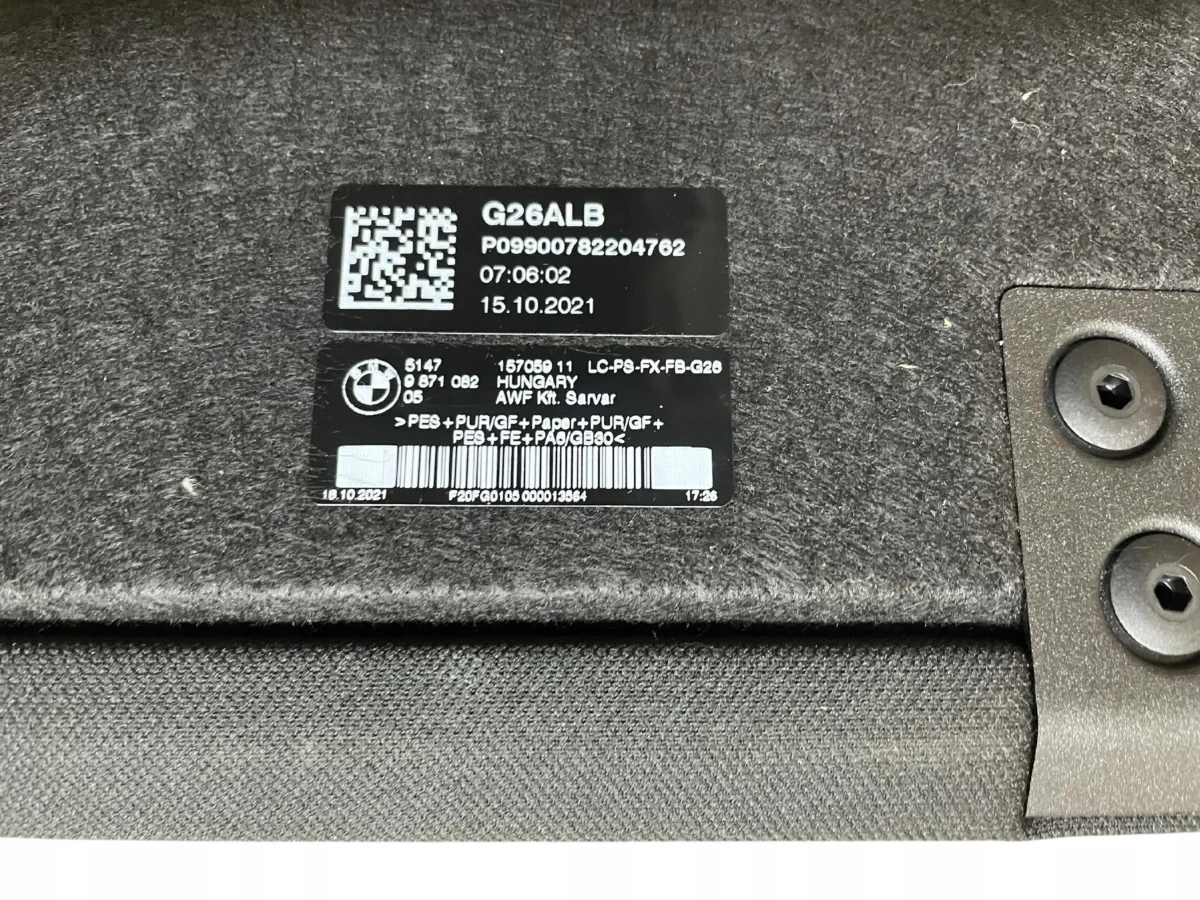 G26ALB
P09900782204762
07:06:02
15.10.2021
5147 157059 11 LC-PS-FX-FB-G26
9 871 082 HUNGARY
05 AWF Kft. Sarvar
>PES+PUR/GF+Paper+PUR/GF+
PES+FE+PA6/GB30<
18.10.2021 F20FG0105 000013564 17:26